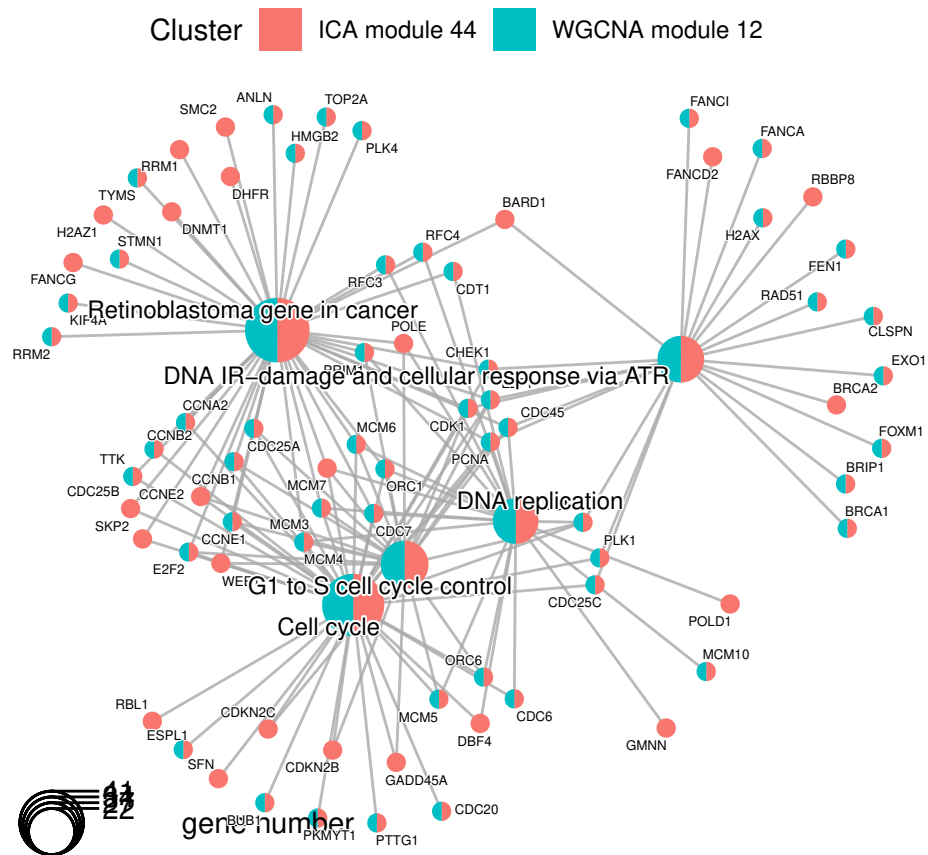 Cluster ICA module 44 WGCNA module 12
ANLN
TOP2A
FANCI
SMC2
HMGB2
PLK4
FANCA
RRM1
FANCD2
RBBP8
TYMS
DHFR
BARD1
H2AZ1
DNMT1
H2AX
STMN1
RFC4
FANCG
RFC3
CDT1
FEN1
RAD51
KIF4A
Retinoblastoma gene in cancer
POLE
CLSPN
RRM2
CHEK1
EXO1
DNA IR−damage and cellular response via ATR
BRCA2
CCNA2
CDC45
CDK1
CCNB2
CDC25A
MCM6
FOXM1
TTK
PCNA
CCNB1
BRIP1
CDC25B
CCNE2
MCM7
ORC1
DNA replication
SKP2
MCM3
CDC7
BRCA1
CCNE1
PLK1
E2F2
MCM4
G1 to S cell cycle control
CDC25C
POLD1
Cell cycle
MCM10
ORC6
RBL1
CDKN2C
MCM5
CDC6
ESPL1
DBF4
GMNN
SFN
CDKN2B
GADD45A
CDC20
BUB1
PKMYT1
PTTG1
gene number
22